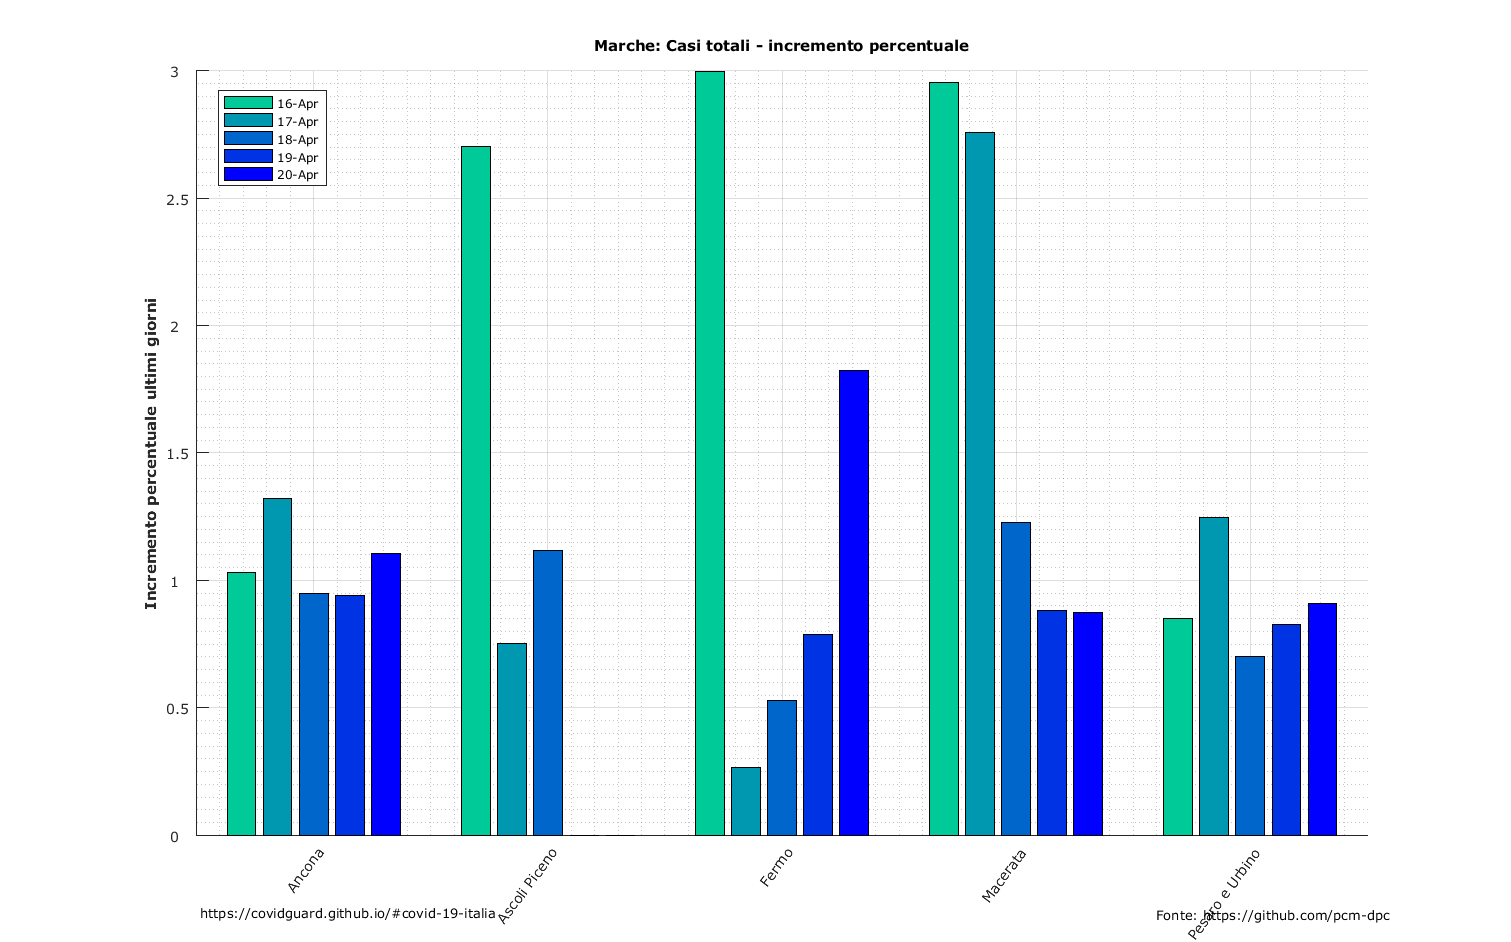 Marche: Casi totali - incremento percentuale
Incremento percentuale ultimi giorni
3
2.5
2
1.5
1
0.5
0
16-Apr
17-Apr
18-Apr
19-Apr
20-Apr
Ancona
Ascoli Piceno
Fermo
Macerata
Pesaro e Urbino
https://covidguard.github.io/#covid-19-italia
Fonte: https://github.com/pcm-dpc